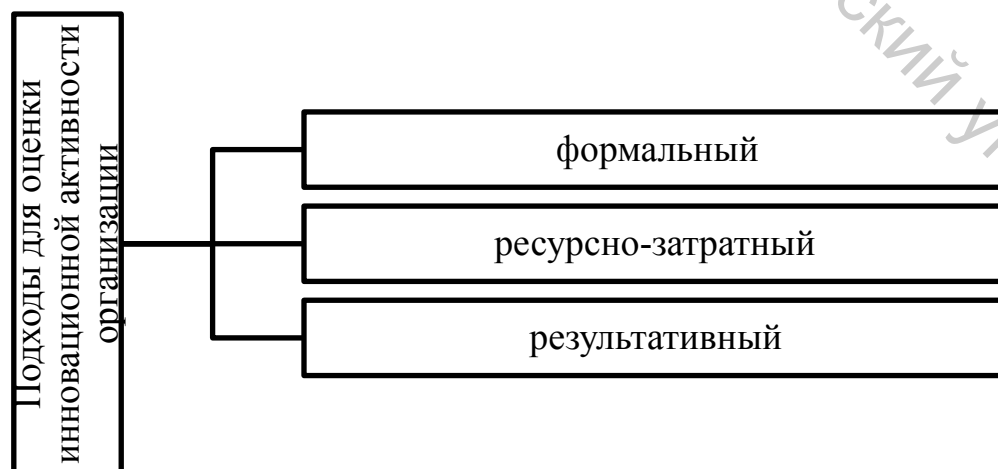 Подходы для оценки
инновационной активности
организации
формальный
ресурсно-затратный
результативный